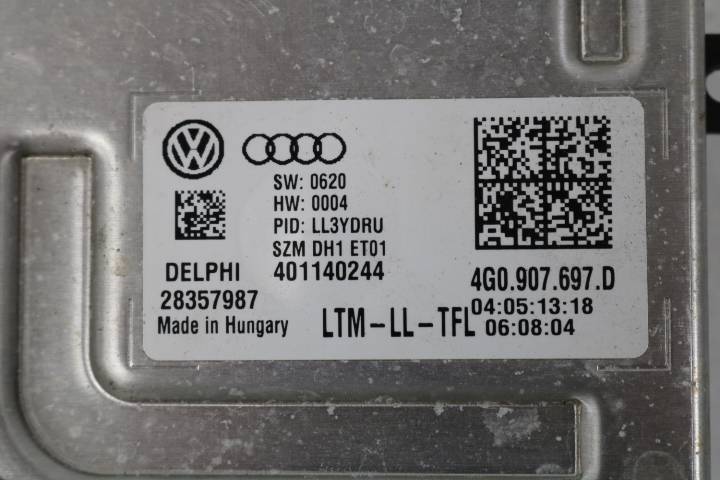 SW: 0620
HW: 0004
PID: LL3YDRU
SZM DH1 ET01
DELPHI 401140244
28357987
Made in Hungary
LTM-LL-TFL
4G0.907.697.D
04:05:13:18
06:08:04